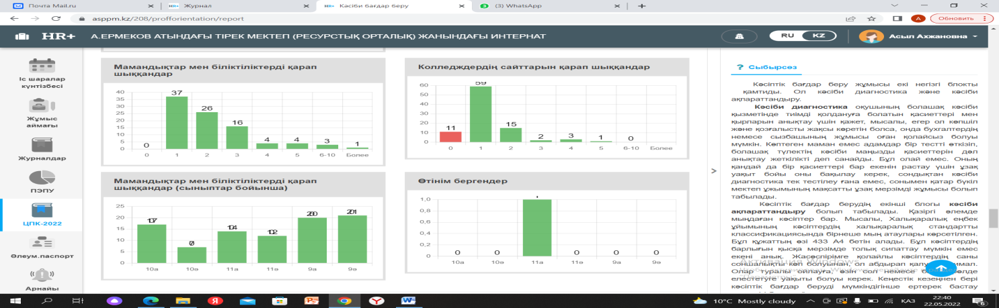 Почта Mail.ru
Журнал
Кәсіби бағдар беру
(3) WhatsApp
asppm.kz/208/profforientation/report
A
Обновить
HR+
А.ЕРМЕКОВ АТЫНДАҒЫ ТІРЕК МЕКТЕП (РЕСУРСТЫҚ ОРТАЛЫҚ) ЖАНЫНДАҒЫ ИНТЕРНАТ
RU KZ
Асыл Ахжановна
Іс шаралар
күнтізбесі
Жұмыс
аймағы
Журналдар
ПЭПУ
ЦПК-2022
Әлеум.паспорт
Арнайы
Мамандықтар мен біліктіліктерді қарап
шыққандар
40
35
30
25
20
15
10
5
0
0 37 26 16 4 4 3 1
0 1 2 3 4 5 6-10 Более
Колледждердің сайттарын қарап шыққандар
60
50
40
30
20
10
0
11 59 15 2 3 1 0
0 1 2 3 4 5 6-10 Более
Мамандықтар мен біліктіліктерді қарап
шыққандар (сыныптар бойынша)
25
20
15
10
5
0
10а 10ә 11а 11ә 9а 9ә
Өтінім бергендер
1,0
0,8
0,6
0,4
0,2
0
0 0 0 0 0
10а 10ә 11а 11ә 9а 9ә
? Сыбырсөз
Кәсіптік бағдар беру жұмысы екі негізгі блокты
қамтиды. Ол кәсіби диагностика және кәсіби
ақпараттандыру.
Кәсіби диагностика оқушының болашақ кәсіби
қызметінде тиімді қолдануға болатын қасиеттері мен
қырларын анықтау үшін қажет, мысалы, егер ол көпшіл
және қозғалысты жақсы көретін болса, онда бухгалтердің
немесе сызбашының жұмысы оған қолайсыз болуы
мүмкін. Көптеген маман емес адамдар бір тестті өткізіп,
болашақ түлектің кәсіби маңызды қасиеттерін дәл
анықтау жеткілікті деп санайды. Бұл олай емес. Оның
қандай да бір қасиеттері бар екенін растау үшін ұзақ
уақыт бойы оны бақылау керек, сондықтан кәсіби
диагностика тек тестілеу ғана емес, сонымен қатар бүкіл
мектеп ұжымының мақсатты ұзақ мерзімді жұмысы болып
табылады.
Кәсіптік бағдар берудің екінші блогы кәсіби
ақпараттандыру болып табылады. Қазіргі әлемде
мыңдаған кәсіптер бар. Мысалы, Халықаралық еңбек
ұйымының кәсіптердің халықаралық стандартты
классификациясында бірнеше мың атаулары көрсетілген.
Бұл құжаттың өзі 433 А4 бетін алады. Бұл кәсіптердің
барлығын қысқа мерзімде толық сипаттау мүмкін емес
екені анық. Жасөспірімге қолайлы кәсіптердің саны
соншалықты көп болуынан, ол абдырап
Олар туралы ойлауға, өзін сол немесе
елестетуге уақыты болуы керек. Кеңестік кезеңнен бері
кәсіптік бағдар беруді мүмкіндігінше ертерек бастау
Активация Windows
10°C Mostly cloudy
ҚАЗ
22:40
22.05.2022
6